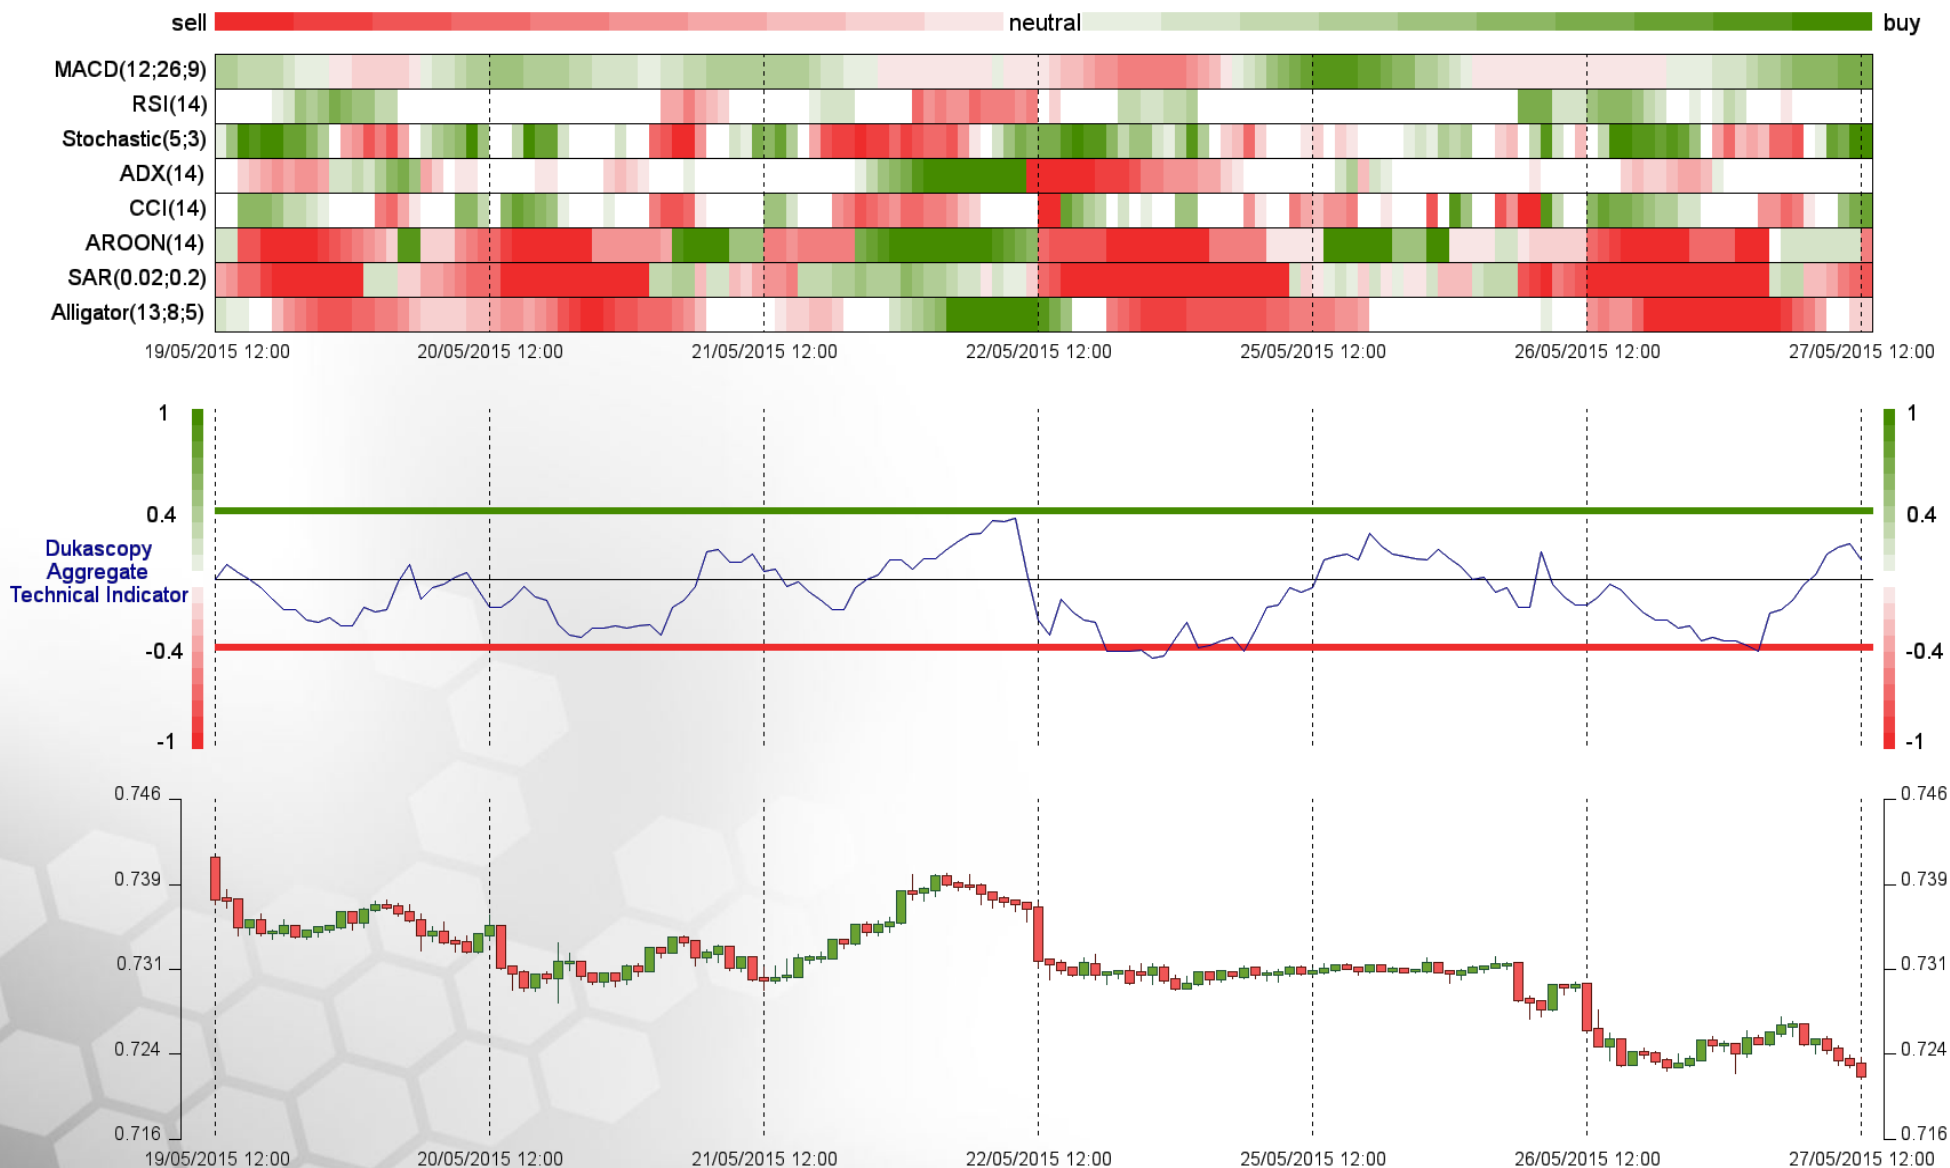 sell neutral buy
MACD(12;26;9)
RSI(14)
Stochastic(5;3)
ADX(14)
CCI(14)
AROON(14)
SAR(0.02;0.2)
Alligator(13;8;5)
19/05/2015 12:00 20/05/2015 12:00 21/05/2015 12:00 22/05/2015 12:00 25/05/2015 12:00 26/05/2015 12:00 27/05/2015 12:00
1 1
0.4 0.4
Dukascopy
Aggregate
Technical Indicator
-0.4 -0.4
-1 -1
0.746 0.746
0.739 0.739
0.731 0.731
0.724 0.724
0.716 0.716
19/05/2015 12:00 20/05/2015 12:00 21/05/2015 12:00 22/05/2015 12:00 25/05/2015 12:00 26/05/2015 12:00 27/05/2015 12:00